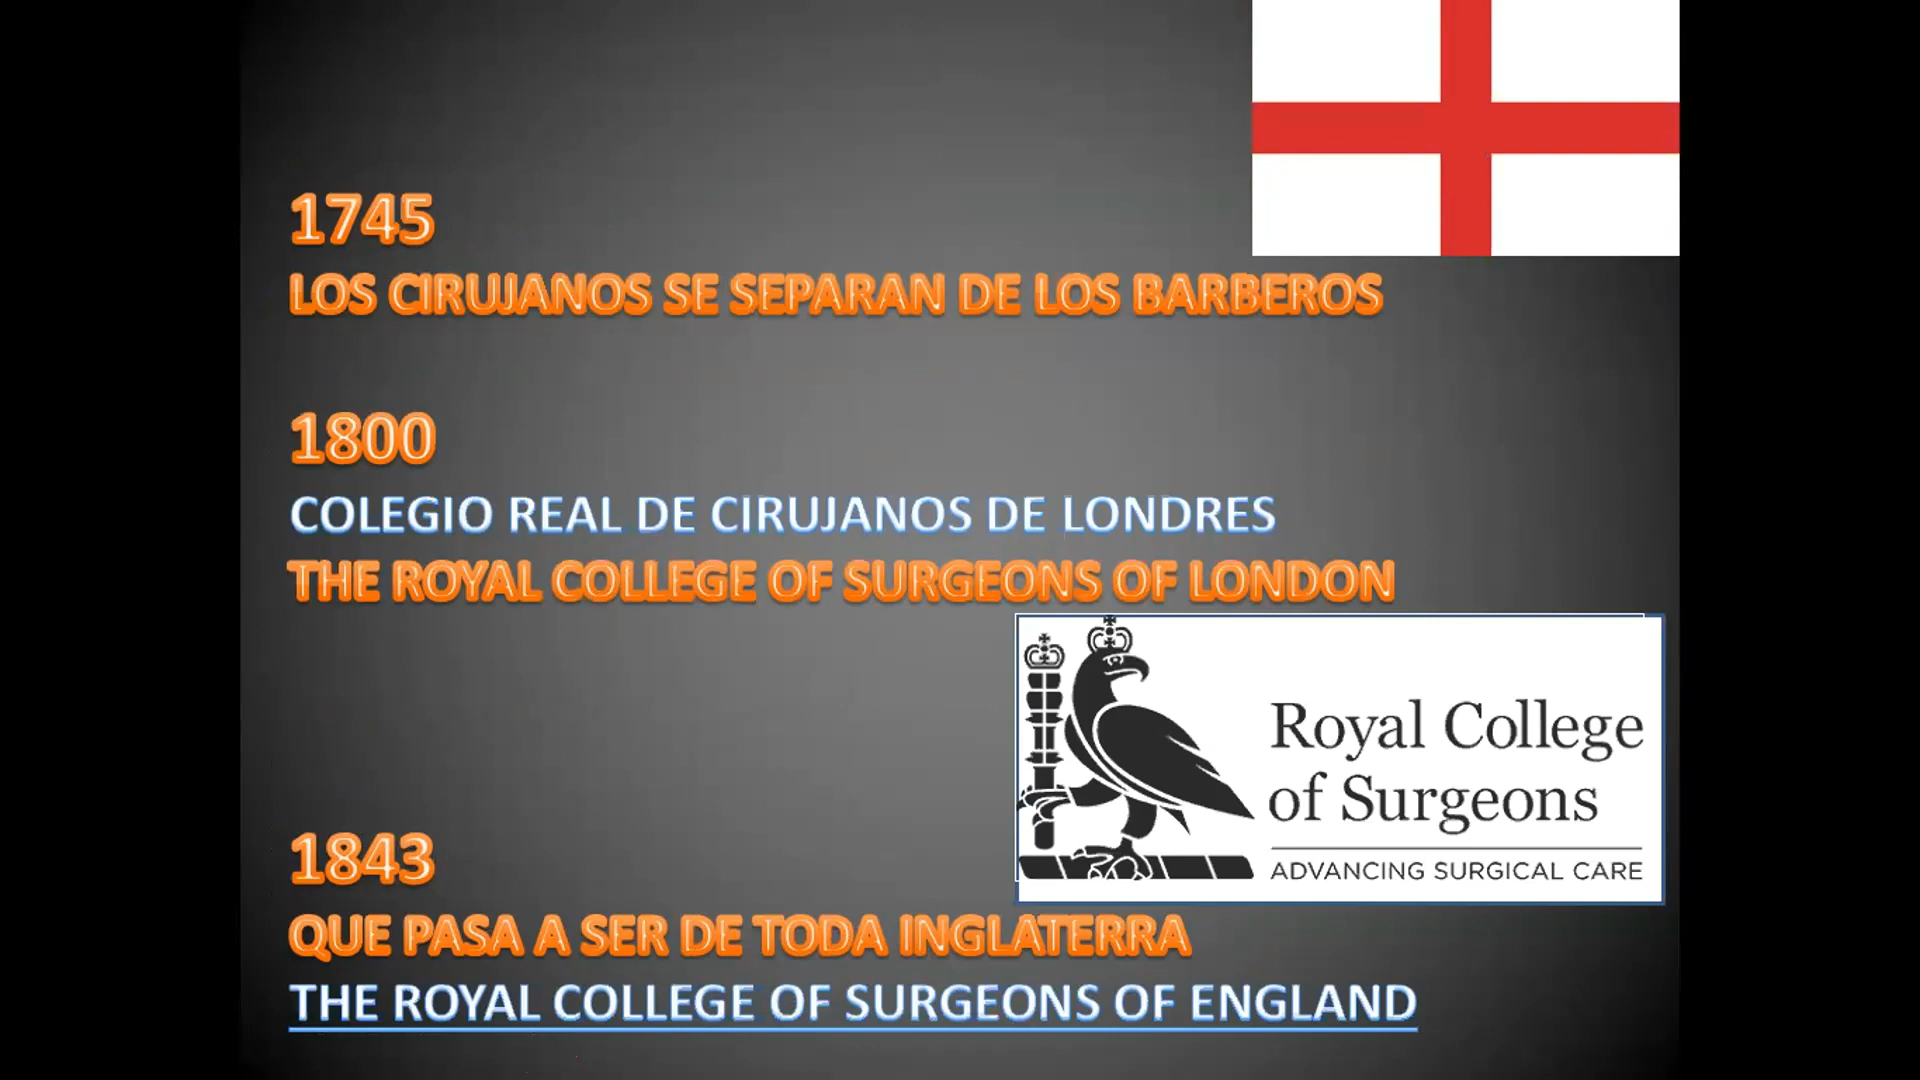 1745
LOS CIRUJANOS SE SEPARAN DE LOS BARBEROS
1800
COLEGIO REAL DE CIRUJANOS DE LONDRES
THE ROYAL COLLEGE OF SURGEONS OF LONDON
Royal College
of Surgeons
ADVANCING SURGICAL CARE
1843
QUE PASA A SER DE TODA INGLATERRA
THE ROYAL COLLEGE OF SURGEONS OF ENGLAND